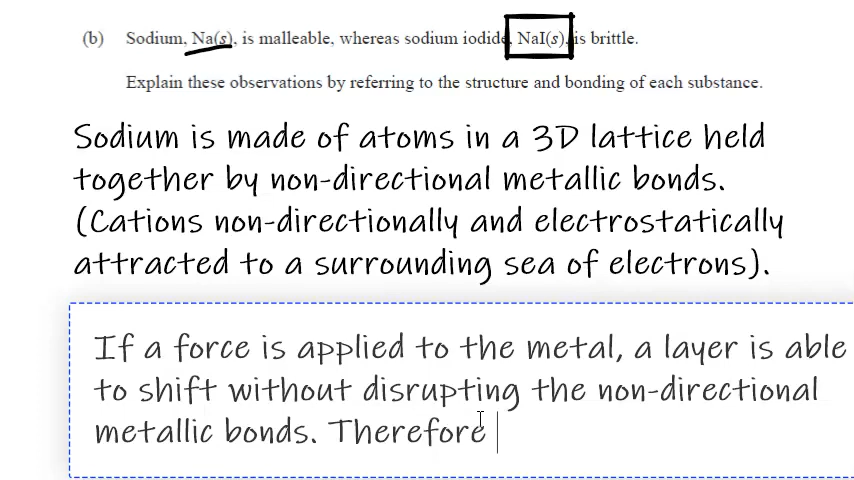 (b) Sodium, Na(s), is malleable, whereas sodium iodide, NaI(s), is brittle.
Explain these observations by referring to the structure and bonding of each substance.
Sodium is made of atoms in a 3D lattice held
together by non-directional metallic bonds.
(Cations non-directionally and electrostatically
attracted to a surrounding sea of electrons).
If a force is applied to the metal, a layer is able
to shift without disrupting the non-directional
metallic bonds. Therefore